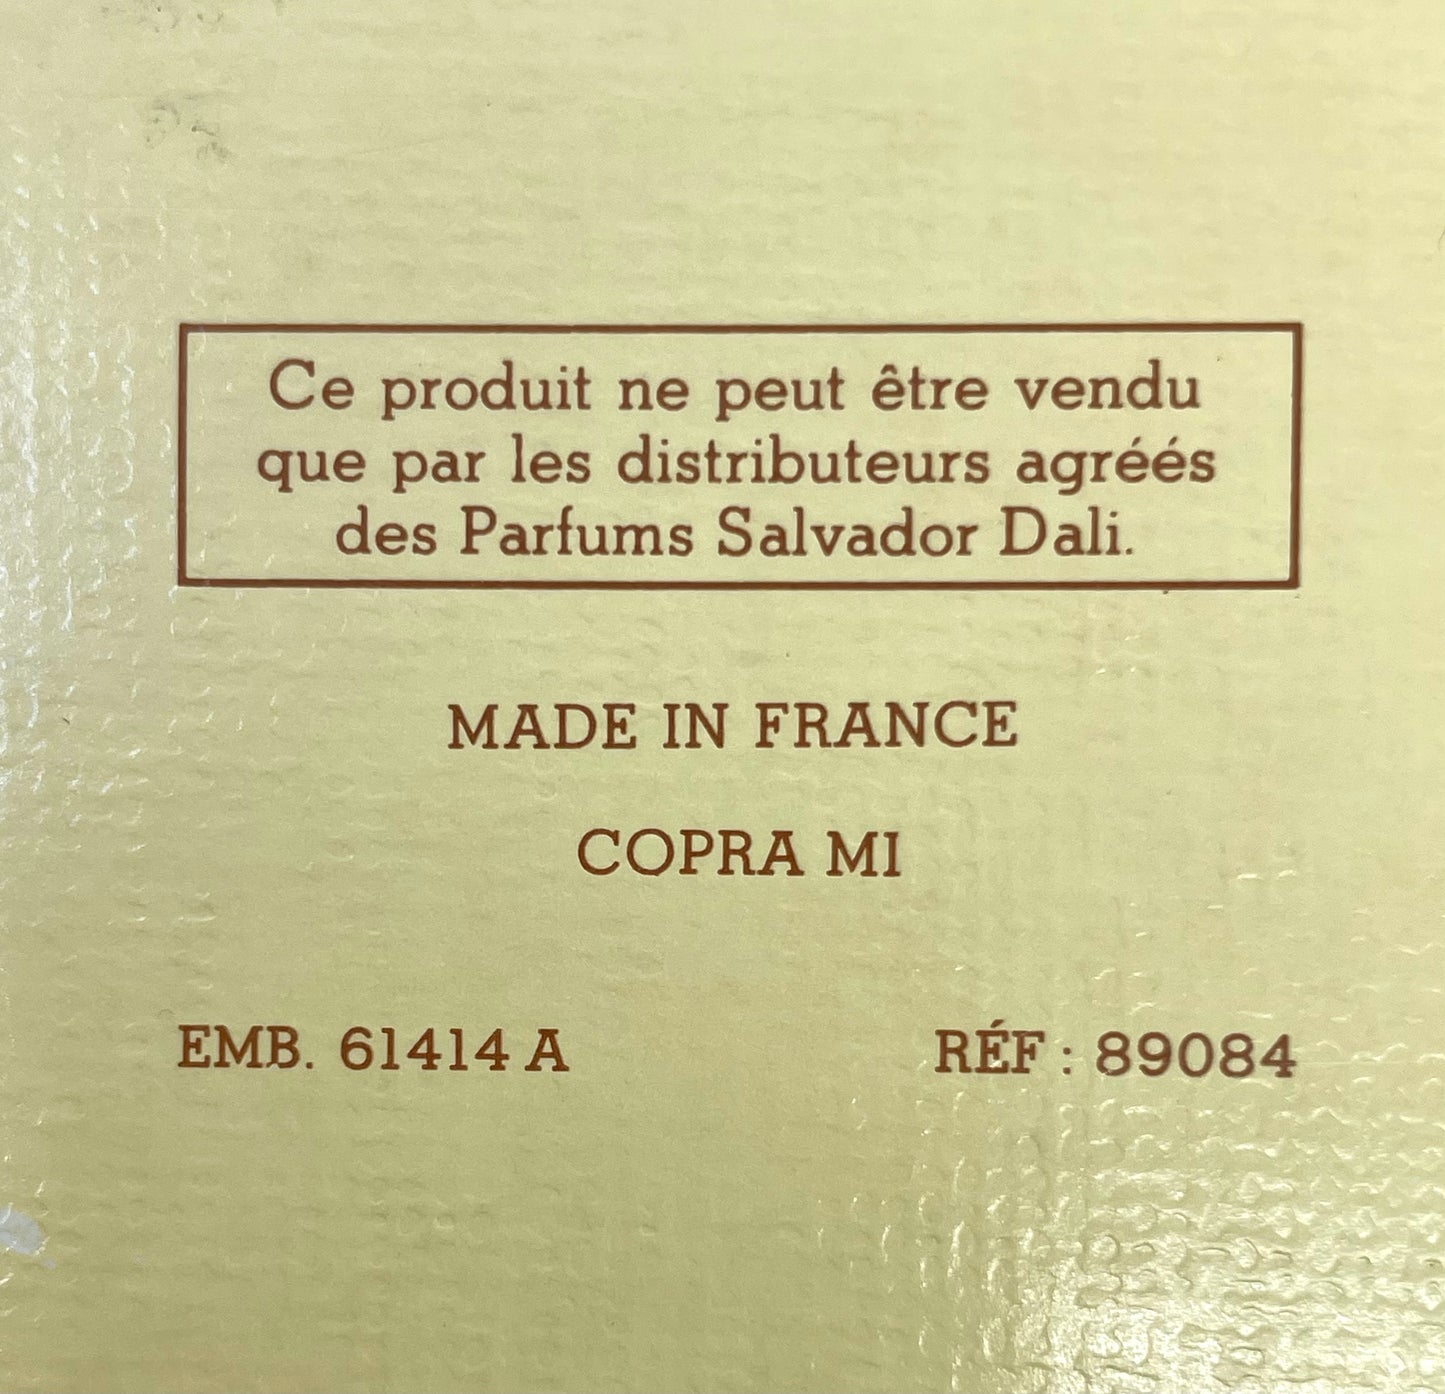 Ce produit ne peut être vendu
que par les distributeurs agréés
des Parfums Salvador Dali.
MADE IN FRANCE
COPRA MI
EMB. 61414 A
RÉF : 89084